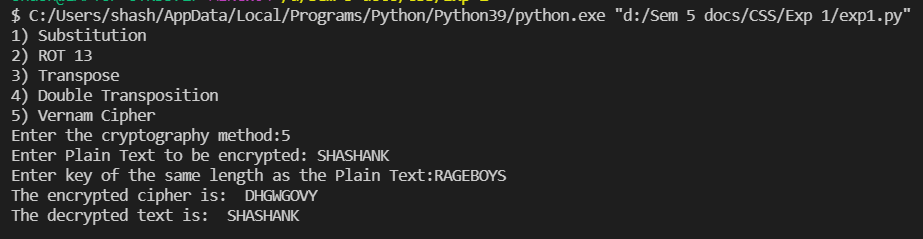 $ C:/Users/shash/AppData/Local/Programs/Python/Python39/python.exe "d:/Sem 5 docs/CSS/Exp 1/exp1.py"
1) Substitution
2) ROT 13
3) Transpose
4) Double Transposition
5) Vernam Cipher
Enter the cryptography method:5
Enter Plain Text to be encrypted: SHASHANK
Enter key of the same length as the Plain Text:RAGEBOYS
The encrypted cipher is:  DHGWGOVY
The decrypted text is:  SHASHANK